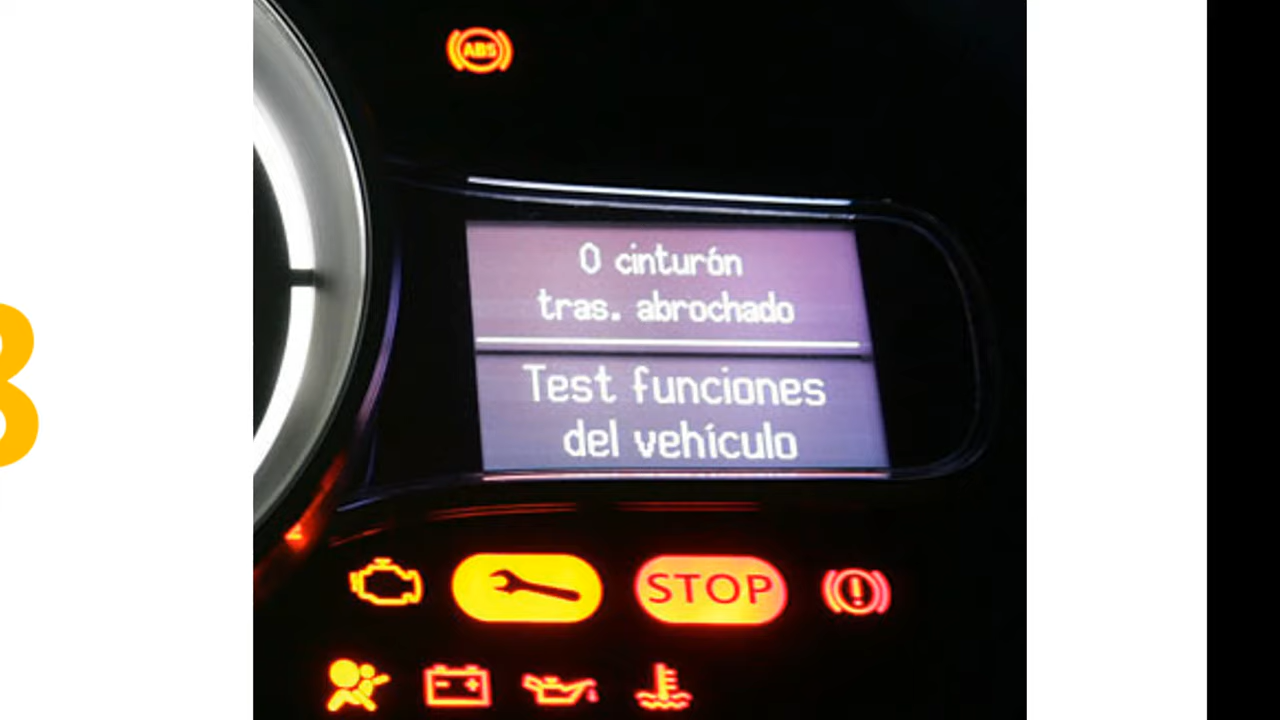 ABS
0 cinturón
tras. abrochado
Test funciones
del vehículo
STOP